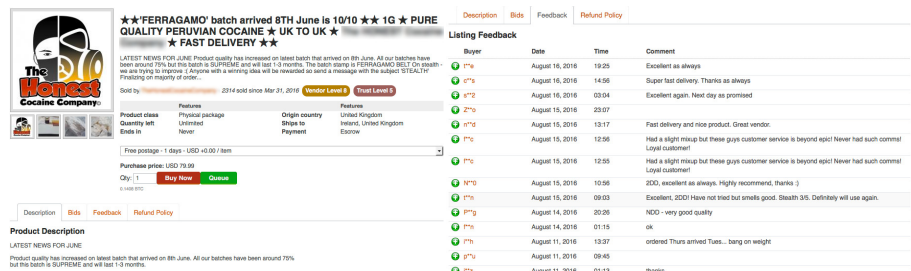 ★★'FERRAGAMO' batch arrived 8TH June is 10/10 ★★ 1G ★ PURE
QUALITY PERUVIAN COCAINE ★ UK TO UK ★
★ FAST DELIVERY ★★
LATEST NEWS FOR JUNE Product quality has increased on latest batch that arrived on 8th June. All our batches have
been around 75% but this batch is SUPREME and will last 1-3 months. The batch stamp is FERRAGAMO BELT On stealth -
we are trying to improve :( Anyone with a winning idea will be rewarded so send a message with the subject 'STEALTH'
Finalizing on majority of order...
Sold by 2314 sold since Mar 31, 2016 Vendor Level 6 Trust Level 5
Features Features
Product class Physical package Origin country United Kingdom
Quantity left Unlimited Ships to Ireland, United Kingdom
Ends in Never Payment Escrow
Free postage - 1 days - USD +0.00 / item
Purchase price: USD 79.99
Qty: 1 Buy Now Queue
BTC
The
Honest
Cocaine Company
Description Bids Feedback Refund Policy
Product Description
LATEST NEWS FOR JUNE
Product quality has increased on latest batch that arrived on 8th June. All our batches have been around 75%
but this batch is SUPREME and will last 1-3 months.
Description Bids Feedback Refund Policy
Listing Feedback
Buyer Date Time Comment
August 16, 2016 19:25 Excellent as always
August 16, 2016 14:56 Super fast delivery. Thanks as always
s**2 August 16, 2016 03:04 Excellent again. Next day as promised
Z**o August 15, 2016 23:07
n**d August 15, 2016 13:17 Fast delivery and nice product. Great vendor.
August 15, 2016 12:56 Had a slight mixup but these guys customer service is beyond epic! Never had such comms!
Loyal customer!
August 15, 2016 12:55 Had a slight mixup but these guys customer service is beyond epic! Never had such comms!
Loyal customer!
N**0 August 15, 2016 10:56 2DD, excellent as always. Highly recommend, thanks :)
August 15, 2016 09:03 Excellent, 2DD! Have not tried but smells good. Stealth 3/5. Definitely will use again.
P**g August 14, 2016 20:26 NDD - very good quality
August 14, 2016 01:15 ok
August 11, 2016 13:37 ordered Thurs arrived Tues... bang on weight
p**u August 11, 2016 09:45
August 11, 2016 01:13 thanks